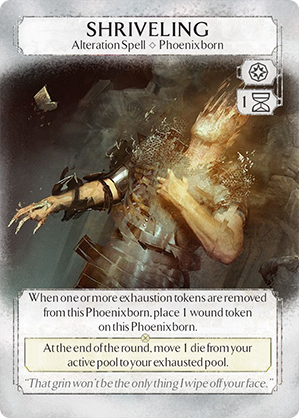 SHRIVELING
Alteration Spell ⬦ Phoenixborn
1
When one or more exhaustion tokens are removed
from this Phoenixborn, place 1 wound token
on this Phoenixborn.
At the end of the round, move 1 die from your
active pool to your exhausted pool.
"That grin won't be the only thing I wipe off your face."